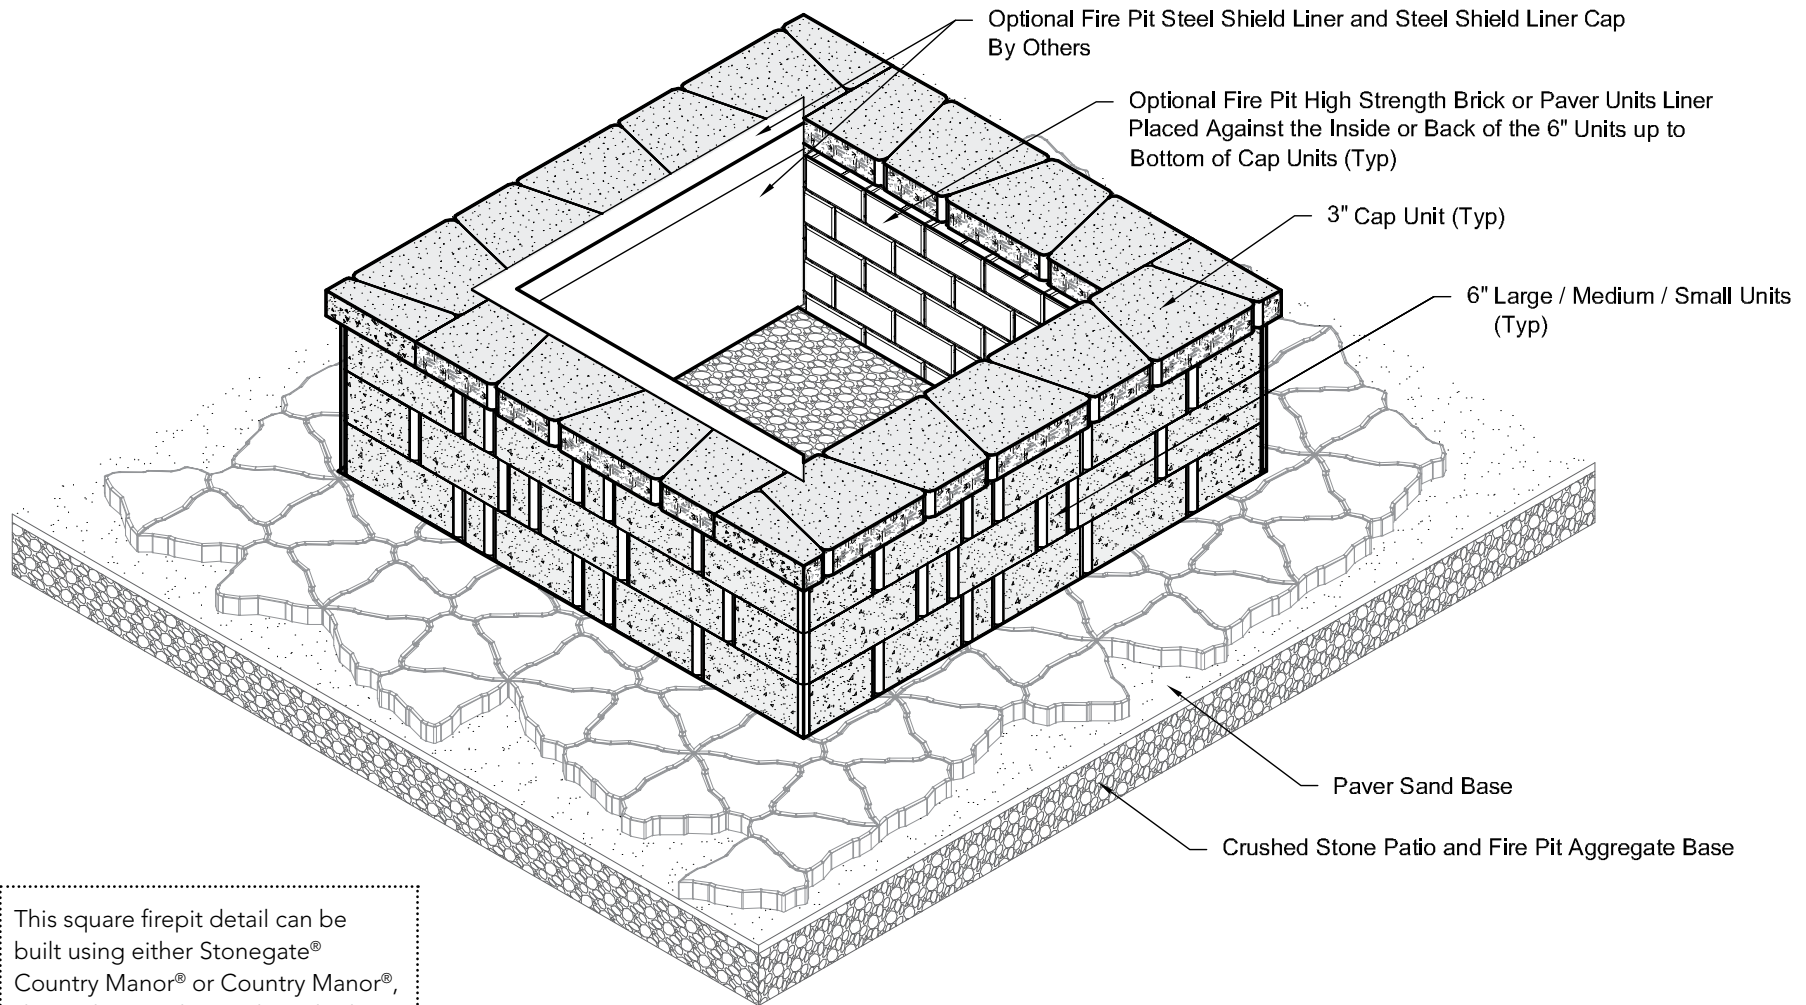 Optional Fire Pit Steel Shield Liner and Steel Shield Liner Cap
By Others
Optional Fire Pit High Strength Brick or Paver Units Liner
Placed Against the Inside or Back of the 6" Units up to
Bottom of Cap Units (Typ)
3" Cap Unit (Typ)
6" Large / Medium / Small Units
(Typ)
Paver Sand Base
Crushed Stone Patio and Fire Pit Aggregate Base
This square firepit detail can be
built using either Stonegate®
Country Manor® or Country Manor®,